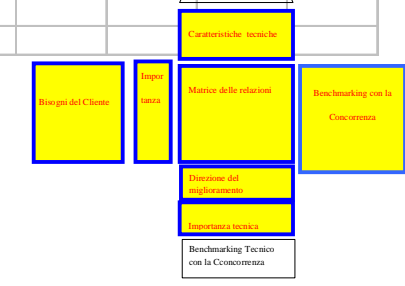 Caratteristiche tecniche
Impor
tanza
Bisogni del Cliente
Matrice delle relazioni
Benchmarking con la
Concorrenza
Direzione del
miglioramento
Importanza tecnica
Benchmarking Tecnico
con la Cconcorrenza